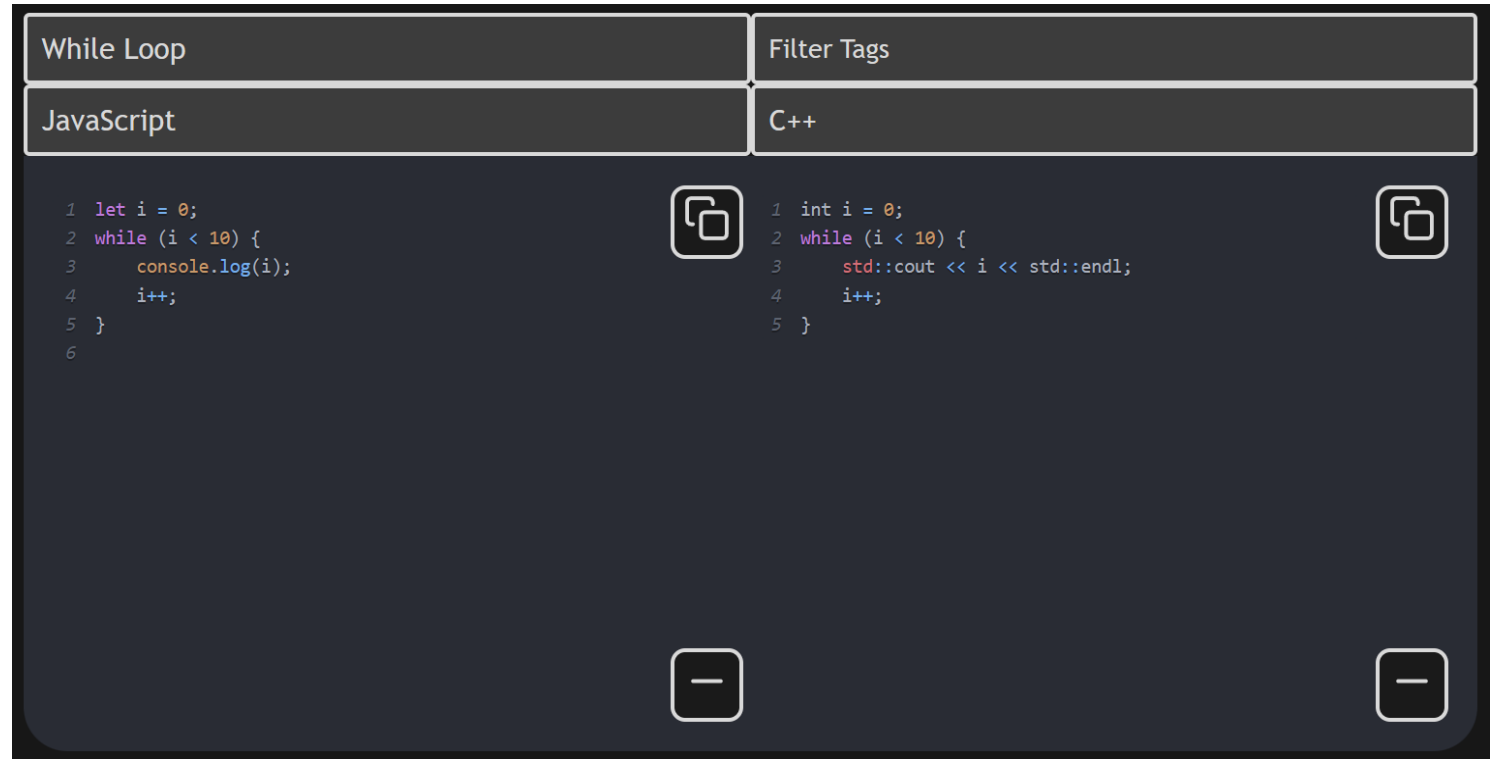 While Loop
Filter Tags
JavaScript
C++
1 let i = 0;
2 while (i < 10) {
3     console.log(i);
4     i++;
5 }
6
1 int i = 0;
2 while (i < 10) {
3     std::cout << i << std::endl;
4     i++;
5 }